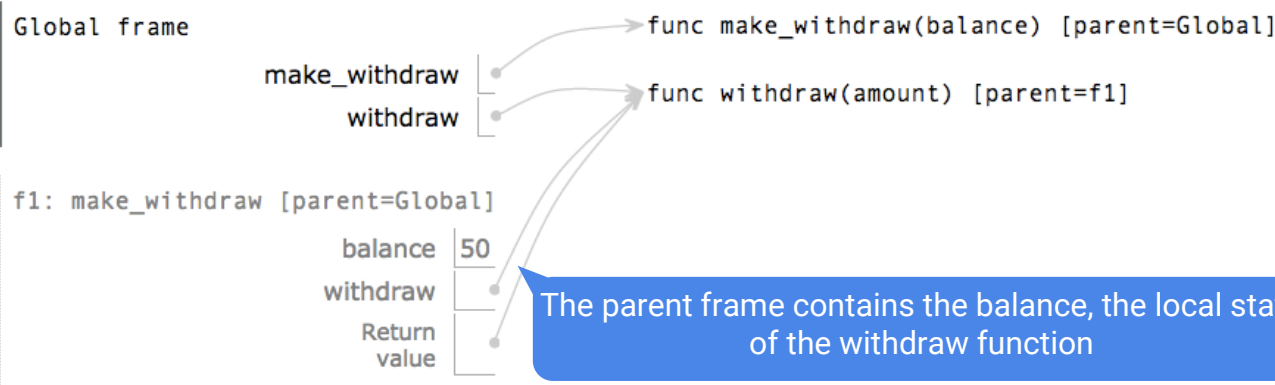 Global frame
func make_withdraw(balance) [parent=Global]
make_withdraw
func withdraw(amount) [parent=f1]
withdraw
f1: make_withdraw [parent=Global]
balance 50
withdraw
Return
value
The parent frame contains the balance, the local sta
of the withdraw function